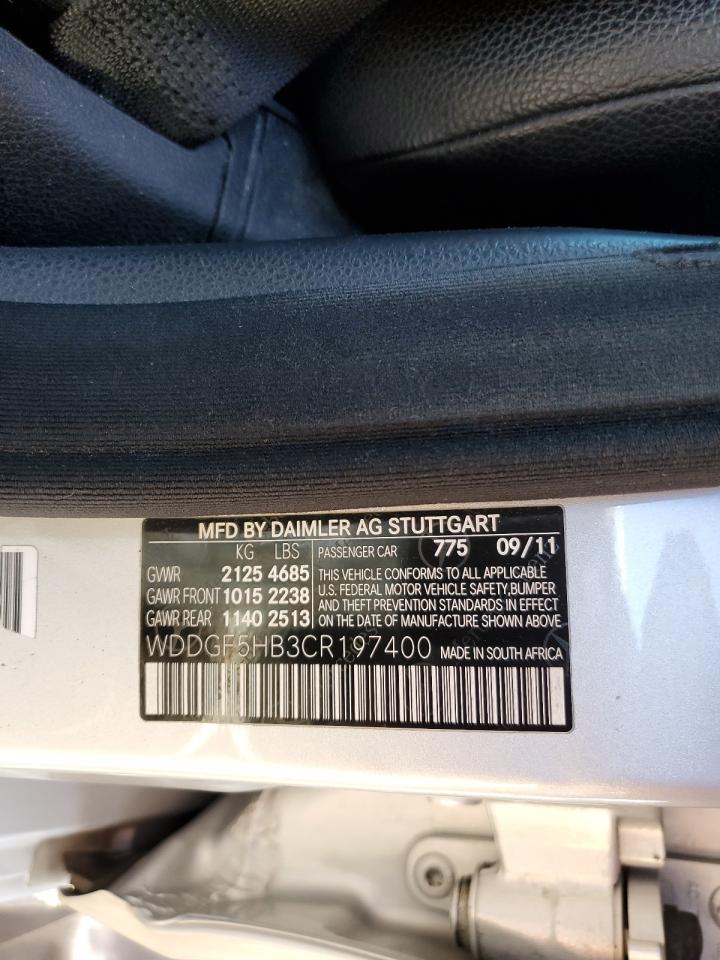 MFD BY DAIMLER AG STUTTGART
KG LBS PASSENGER CAR 775 09/11
GVWR 2125 4685
GAWR FRONT 1015 2238
GAWR REAR 1140 2513
THIS VEHICLE CONFORMS TO ALL APPLICABLE
U.S. FEDERAL MOTOR VEHICLE SAFETY,BUMPER
AND THEFT PREVENTION STANDARDS IN EFFECT
ON THE DATE OF MANUFACTURE SHOWN ABOVE
WDDGF5HB3CR197400 MADE IN SOUTH AFRICA